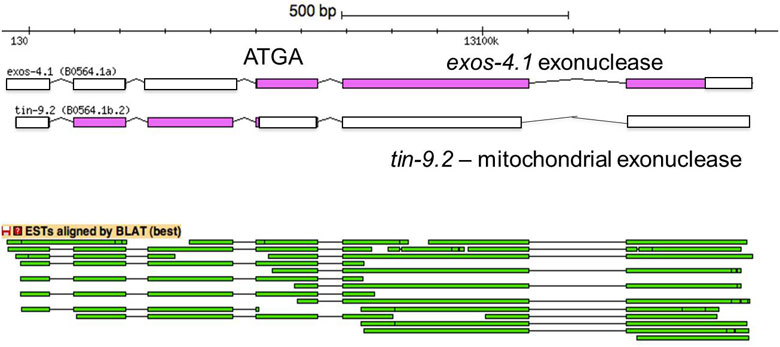 500 bp
130
13100k
ATGA
exos-4.1 exonuclease
exos-4.1 (B0564.1a)
tin-9.2 (B0564.1b.2)
tin-9.2 – mitochondrial exonuclease
ESTs aligned by BLAT (best)